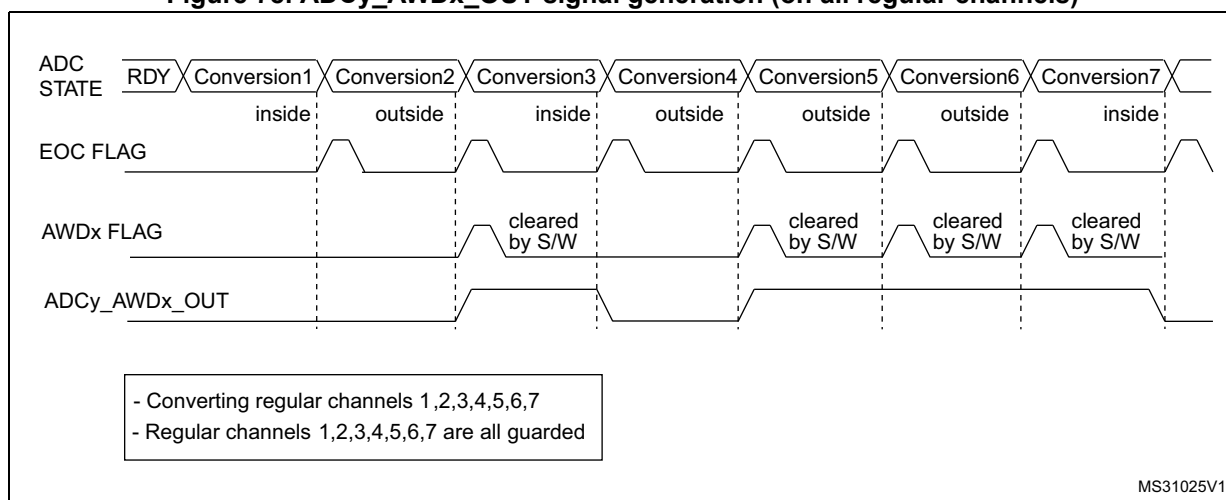 Figure 78. ADCy_AWDx_OUT signal generation (on all regular channels)
ADC
STATE
RDY Conversion1 Conversion2 Conversion3 Conversion4 Conversion5 Conversion6 Conversion7
inside outside inside outside outside outside inside
EOC FLAG
AWDx FLAG
cleared
by S/W
cleared
by S/W
cleared
by S/W
cleared
by S/W
ADCy_AWDx_OUT
- Converting regular channels 1,2,3,4,5,6,7
- Regular channels 1,2,3,4,5,6,7 are all guarded
MS31025V1